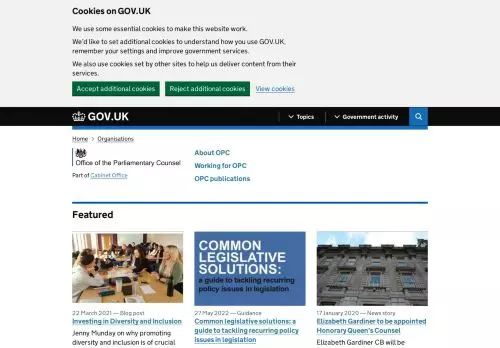 Cookies on GOV.UK
We use some essential cookies to make this website work.
We'd like to set additional cookies to understand how you use GOV.UK,
remember your settings and improve government services.
We also use cookies set by other sites to help us deliver content from their
services.
Accept additional cookies Reject additional cookies View cookies
GOV.UK Topics Government activity
Home > Organisations
Office of the Parliamentary Counsel
Part of Cabinet Office
About OPC
Working for OPC
OPC publications
Featured
COMMON
LEGISLATIVE
SOLUTIONS:
a guide to tackling recurring
policy issues in legislation
22 March 2021 — Blog post
Investing in Diversity and Inclusion
Jenny Munday on why promoting
diversity and inclusion is of crucial
27 May 2022 — Guidance
Common legislative solutions: a
guide to tackling recurring policy
issues in legislation
17 January 2020 — News story
Elizabeth Gardiner to be appointed
Honorary Queen's Counsel
Elizabeth Gardiner CB will be